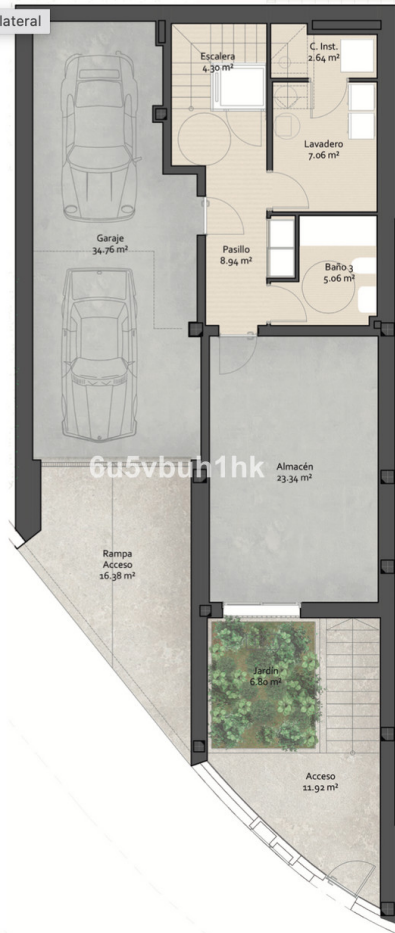 lateral
Escalera
4.30 m²
C. Inst.
2.64 m²
Lavadero
7.06 m²
Garaje
34.76 m²
Pasillo
8.94 m²
Baño 3
5.06 m²
6u5vbuh1hk
Almacén
23.34 m²
Rampa
Acceso
16.38 m²
Jardín
6.80 m²
Acceso
11.92 m²